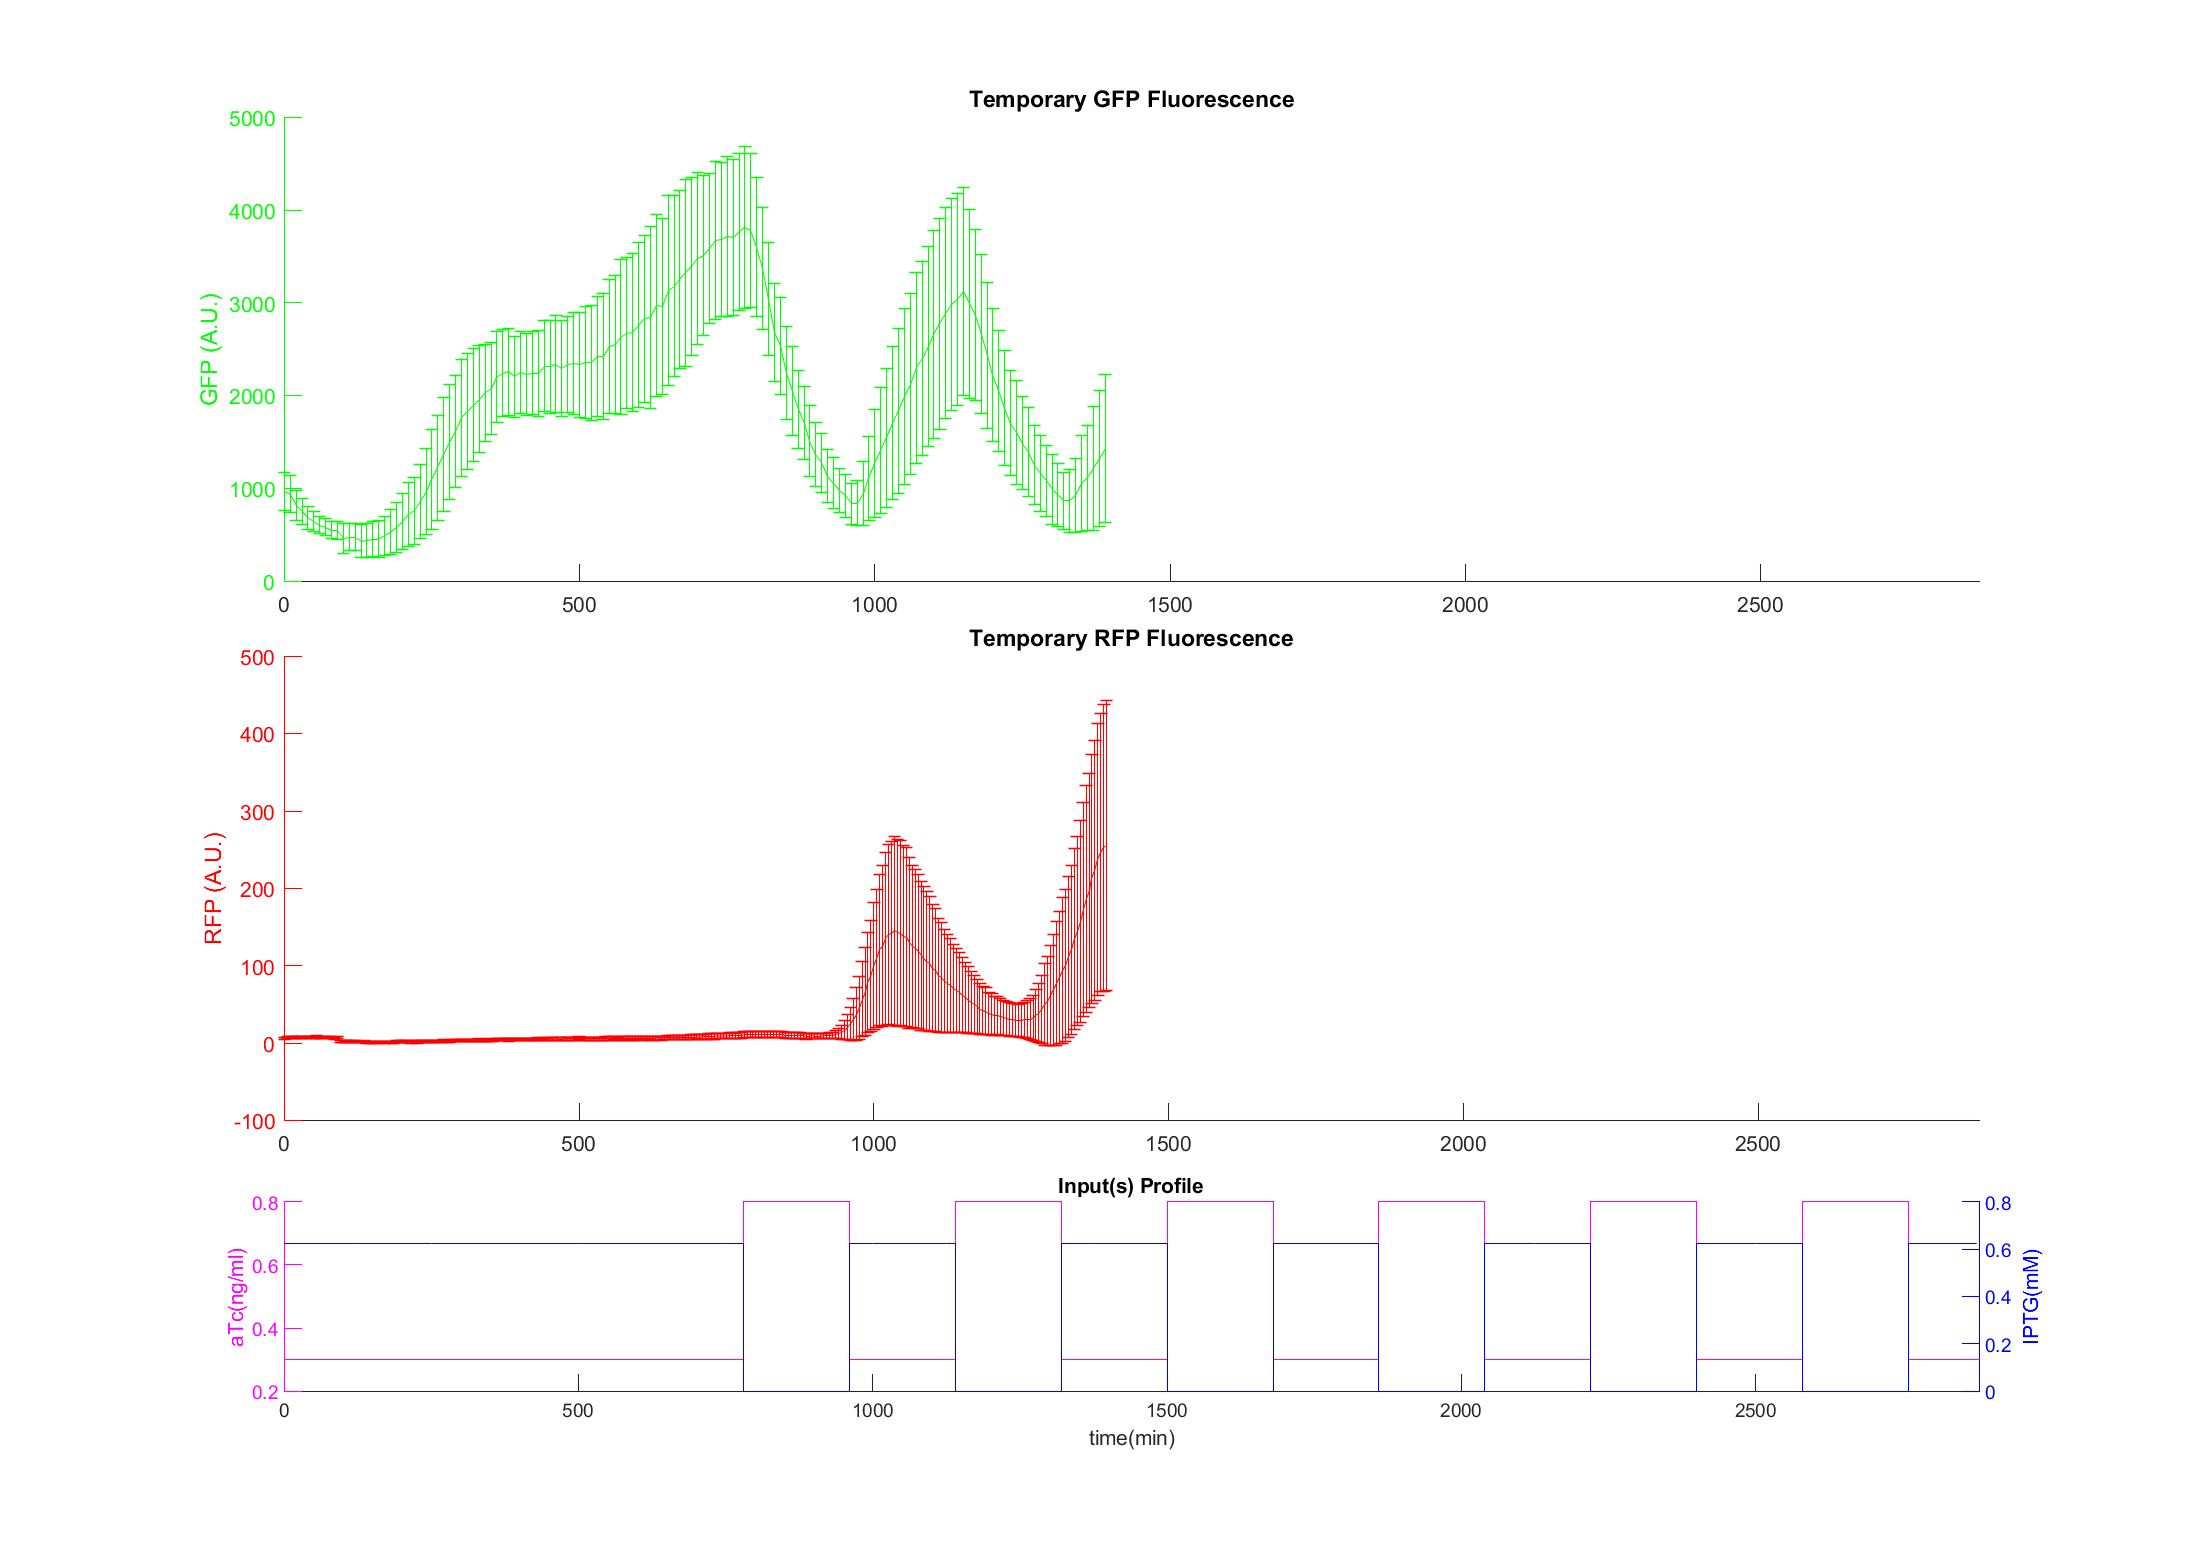 Temporary GFP Fluorescence
5000
4000
3000
2000
1000
0
GFP (A.U.)
0 500 1000 1500 2000 2500
Temporary RFP Fluorescence
500
400
300
200
100
0
-100
RFP (A.U.)
0 500 1000 1500 2000 2500
Input(s) Profile
0.8
0.6
0.4
0.2
aTc(ng/ml)
0.8
0.6
0.4
0.2
0
IPTG(mM)
0 500 1000 1500 2000 2500
time(min)